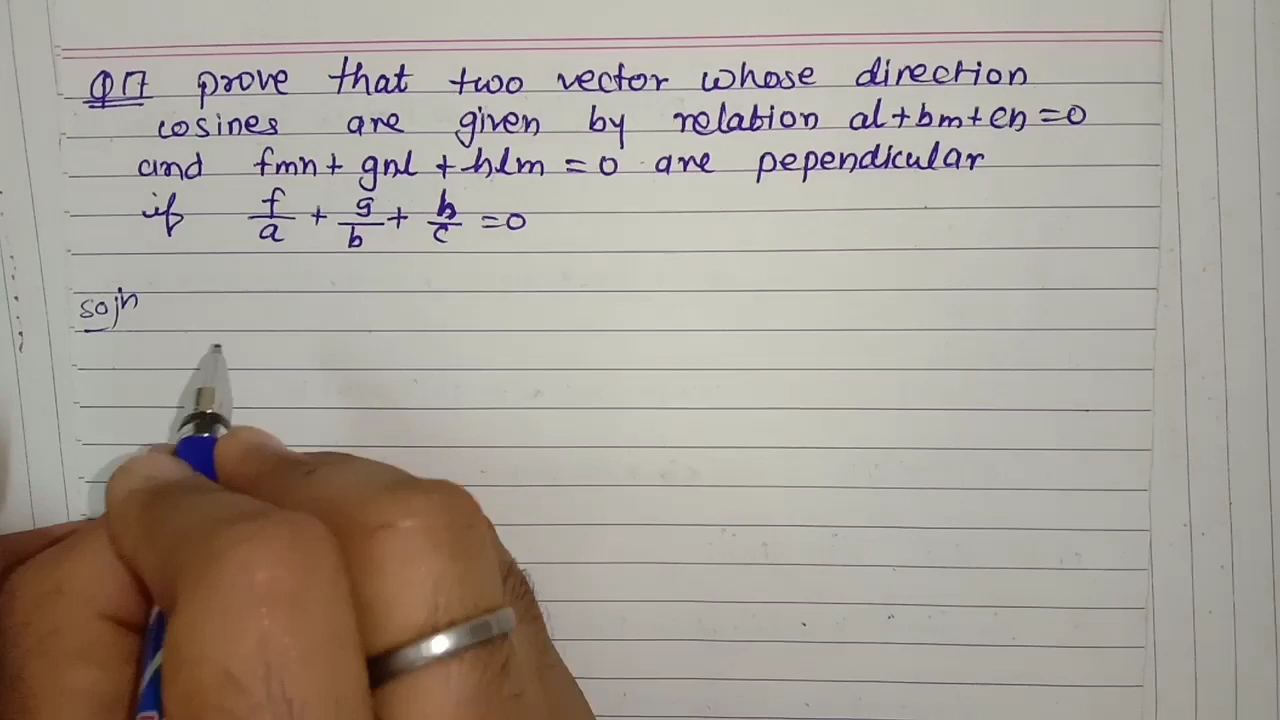 Q17 prove that two vector whose direction
cosines are given by relation al+bm+cn=0
and fmn + gnl + hlm = 0 are pependicular
if f/a + g/b + h/c = 0
Soln